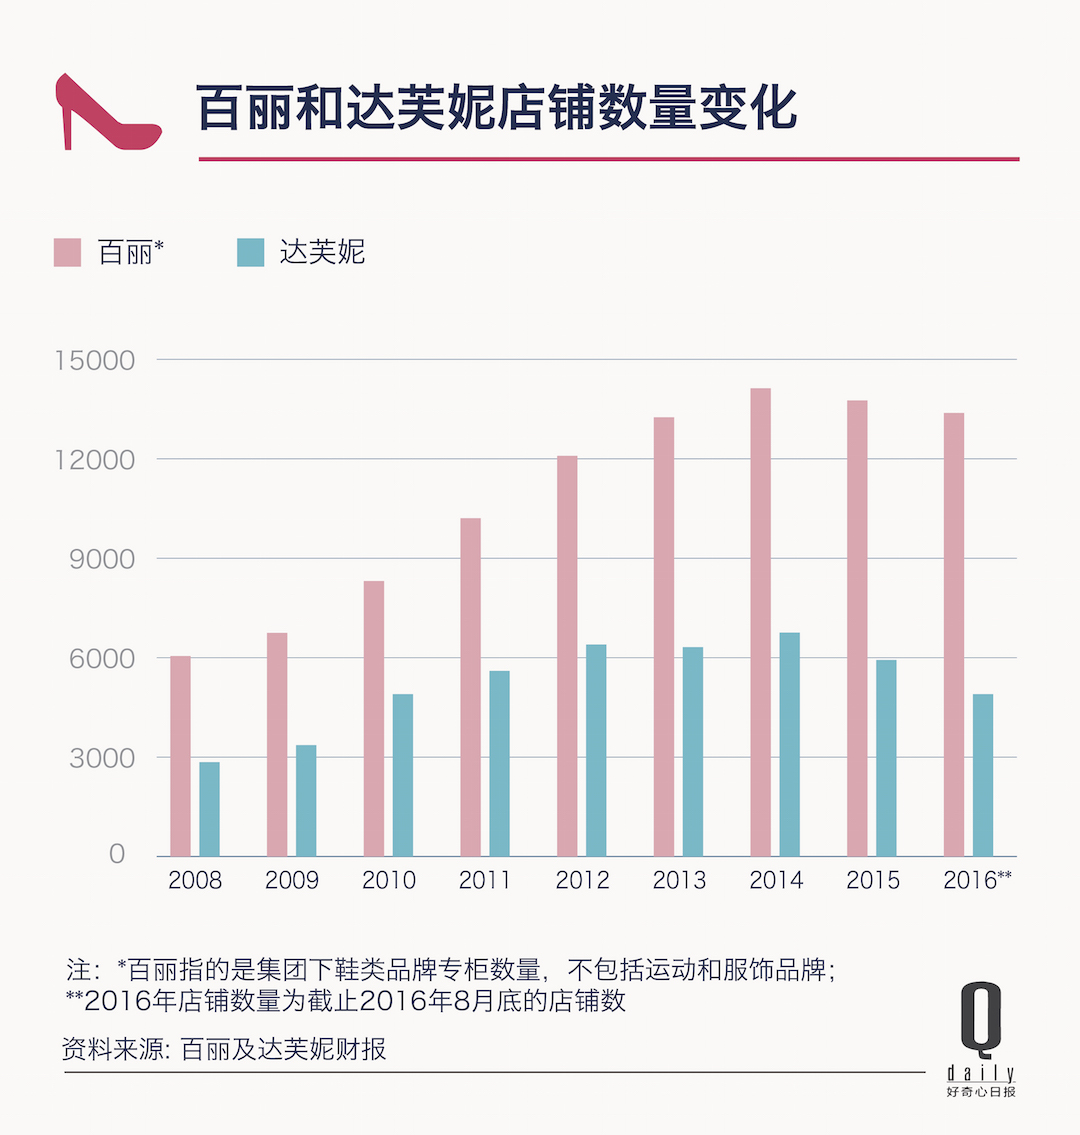 百丽和达芙妮店铺数量变化
百丽* 达芙妮
15000
12000
9000
6000
3000
0
2008 2009 2010 2011 2012 2013 2014 2015 2016**
注：*百丽指的是集团下鞋类品牌专柜数量，不包括运动和服饰品牌；
**2016年店铺数量为截止2016年8月底的店铺数
资料来源: 百丽及达芙妮财报
Q
daily
好奇心日报